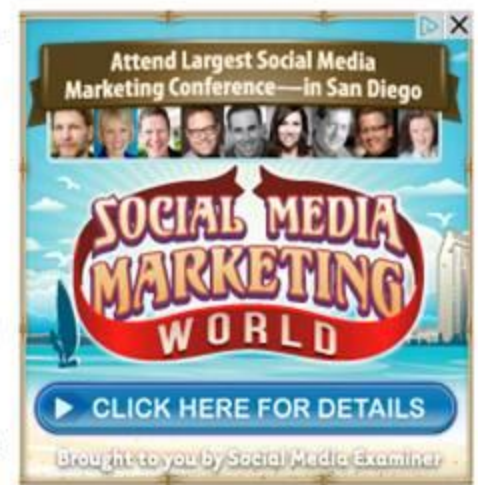 Attend Largest Social Media
Marketing Conference—in San Diego
SOCIAL MEDIA
MARKETING
WORLD
CLICK HERE FOR DETAILS
Brought to you by Social Media Examiner